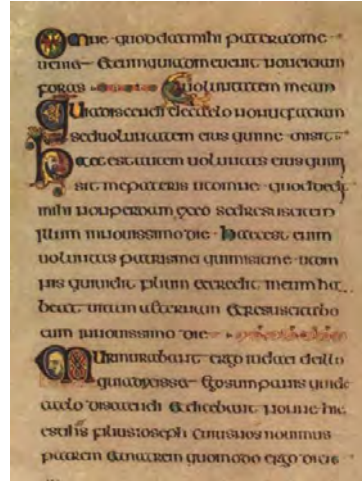 Omne quod dat mihi pater ad me
ueniet et eum qui ad me uenit non eiciam
foras uoluntatem meam
Quia discendi de caelo non ut faciam
sed uoluntatem eius qui me misit
Haec est autem uoluntas eius qui mi
sit me patris ut omne quod dedit
mihi non perdam ex eo sed resuscitem
illum in nouissimo die haec est enim
uoluntas patris mei qui misit me ut om
nis qui uidit filium et credit in eum ha
beat uitam aeternam et resuscitabo
eum in nouissimo die
Murmurabant ergo iudaei de illo
quia dixisset ego sum panis qui de
caelo discendi et dicebant nonne hic
est filius ioseph cuius nos nouimus
patrem et matrem quomodo ergo dicit